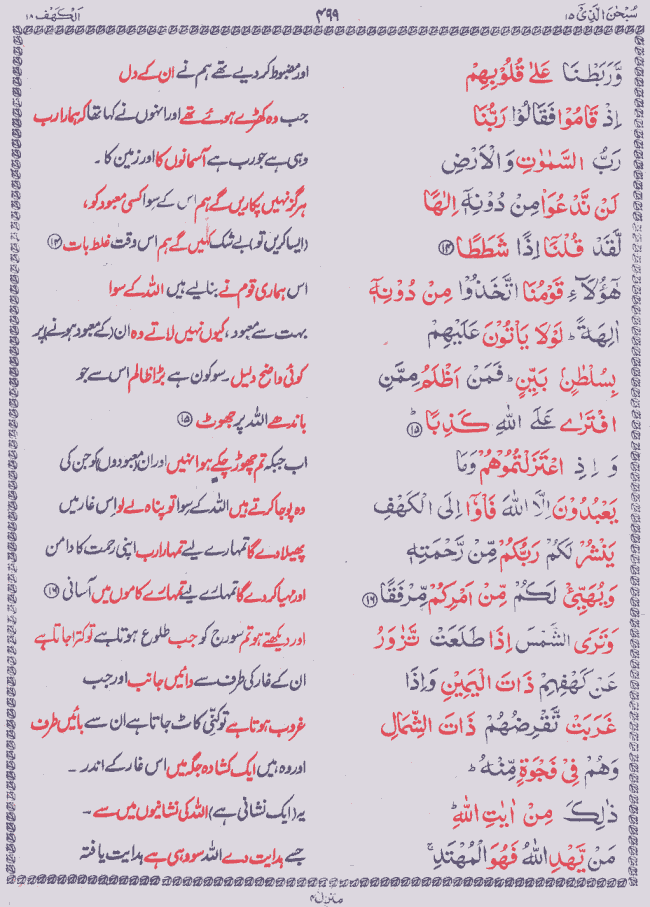 سُبْحٰنَ الَّذِیْۤ ١٥ ٤٩٩ اَلْکَهْف ١٨
وَّرَبَطْنَا عَلٰی قُلُوْبِهِمْ اور مضبوط کر دیے تھے ہم نے ان کے دل
اِذْ قَامُوْا فَقَالُوْا رَبُّنَا جب وہ کھڑے ہوئے تھے اور انہوں نے کہا تھا کہ ہمارا رب
رَبُّ السَّمٰوٰتِ وَالْاَرْضِ وہی ہے جو رب ہے آسمانوں کا اور زمین کا۔
لَنْ نَّدْعُوَا۟ مِنْ دُوْنِهٖۤ اِلٰهًا ہرگز نہیں پکاریں گے ہم اس کے سوا کسی معبود کو،
لَّقَدْ قُلْنَاۤ اِذًا شَطَطًا ﴿١٤﴾ (ایسا کریں تو) بے شک کہیں گے ہم اس وقت غلط بات ﴿١٤﴾
هٰۤؤُلَآءِ قَوْمُنَا اتَّخَذُوْا مِنْ دُوْنِهٖۤ اس ہماری قوم نے بنا لیے ہیں اللہ کے سوا
اٰلِهَةً ؕ لَوْلَا یَاْتُوْنَ عَلَیْهِمْ بہت سے معبود، کیوں نہیں لاتے وہ ان (کے معبود ہونے) پر
بِسُلْطٰنٍۭ بَیِّنٍ ؕ فَمَنْ اَظْلَمُ مِمَّنِ کوئی واضح دلیل۔ سو کون ہے بڑا ظالم اس سے جو
افْتَرٰی عَلَی اللّٰهِ کَذِبًا ﴿١٥﴾ؕ باندھے اللہ پر جھوٹ ﴿١٥﴾
وَ اِذِ اعْتَزَلْتُمُوْهُمْ وَمَا اب جبکہ تم چھوڑ چکے ہو انہیں اور ان (معبودوں) کو جن کی
یَعْبُدُوْنَ اِلَّا اللّٰهَ فَاْوٗۤا اِلَی الْکَهْفِ وہ پوجا کرتے ہیں اللہ کے سوا تو پناہ لے لو اس غار میں
یَنْشُرْ لَکُمْ رَبُّکُمْ مِّنْ رَّحْمَتِهٖ پھیلا دے گا تمہارے لیے تمہارا رب اپنی رحمت کا دامن
وَیُهَیِّئْ لَکُمْ مِّنْ اَمْرِکُمْ مِّرْفَقًا ﴿١٦﴾ اور مہیا کر دے گا تمہارے لیے تمہارے کاموں میں آسانی ﴿١٦﴾
وَتَرَی الشَّمْسَ اِذَا طَلَعَتْ تَّزٰوَرُ اور دیکھتے ہو تم سورج کو جب طلوع ہوتا ہے تو کترا جاتا ہے
عَنْ کَهْفِهِمْ ذَاتَ الْیَمِیْنِ وَاِذَا ان کے غار کی طرف سے دائیں جانب اور جب
غَرَبَتْ تَّقْرِضُهُمْ ذَاتَ الشِّمَالِ غروب ہوتا ہے تو کنی کاٹ جاتا ہے ان سے بائیں طرف
وَهُمْ فِیْ فَجْوَةٍ مِّنْهُ ؕ اور وہ ہیں ایک کشادہ جگہ میں اس غار کے اندر۔
ذٰلِکَ مِنْ اٰیٰتِ اللّٰهِ ؕ یہ (ایک نشانی ہے) اللہ کی نشانیوں میں سے۔
مَنْ یَّهْدِ اللّٰهُ فَهُوَ الْمُهْتَدِ ۚ جسے ہدایت دے اللہ سو وہی ہے ہدایت یافتہ
منزل ٤